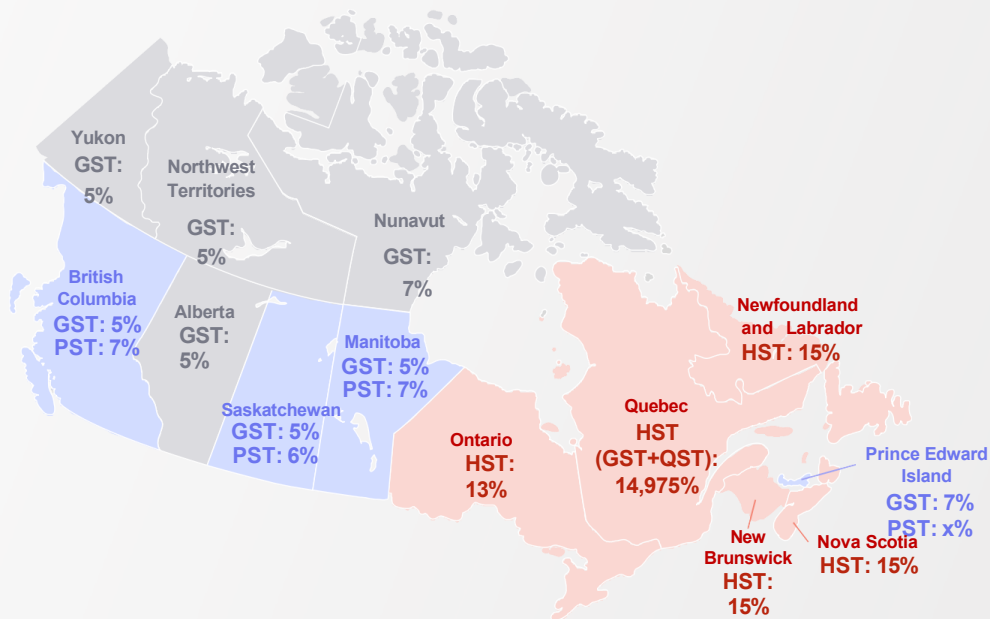 Yukon
GST:
5%
Northwest
Territories
GST:
5%
Nunavut
GST:
7%
British
Columbia
GST: 5%
PST: 7%
Alberta
GST:
5%
Saskatchewan
GST: 5%
PST: 6%
Manitoba
GST: 5%
PST: 7%
Ontario
HST:
13%
Quebec
HST
(GST+QST):
14,975%
Newfoundland
and Labrador
HST: 15%
Prince Edward
Island
GST: 7%
PST: x%
New
Brunswick
HST:
15%
Nova Scotia
HST: 15%